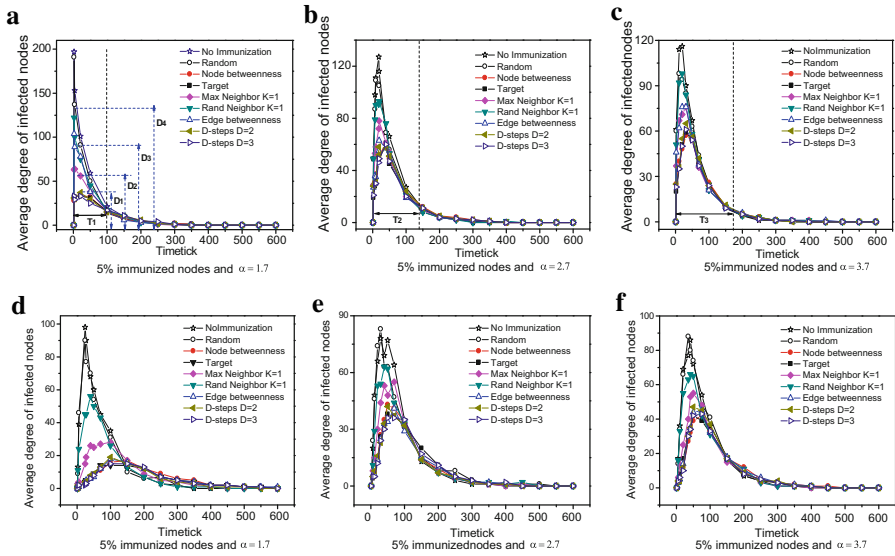 a
Average degree of infected nodes
200
150
100
50
0
No Immunization
Random
Node betweenness
Target
Max Neighbor K=1
Rand Neighbor K=1
Edge betweenness
D-steps D=2
D-steps D=3
D4
D3
D2
D1
T1
0 100 200 300 400 500 600
Timetick
5% immunized nodes and α = 1.7
b
Average degree of infected nodes
120
80
40
0
No Immunization
Random
Node betweenness
Target
Max Neighbor K=1
Rand Neighbor K=1
Edge betweenness
D-steps D=2
D-steps D=3
T2
0 100 200 300 400 500 600
Timetick
5% immunized nodes and α = 2.7
c
Average degree of infectednodes
120
90
60
30
0
NoImmunization
Random
Node betweenness
Target
Max Neighbor K=1
Rand Neighbor K=1
Edge betweenness
D-steps D=2
D-steps D=3
T3
0 100 200 300 400 500 600
Timetick
5%immunized nodes and α = 3.7
d
Average degree of infected nodes
100
80
60
40
20
0
NoImmunization
Random
Node betweenness
Target
Max Neighbor K=1
Rand Neighbor K=1
Edge betweenness
D-steps D=2
D-steps D=3
0 100 200 300 400 500 600
Timetick
5% immunized nodes and α = 1.7
e
Average degree of infected nodes
90
60
30
0
No Immunization
Random
Node betweenness
Target
Max Neighbor K=1
Rand Neighbor K=1
Edge betweenness
D-steps D=2
D-steps D=3
0 100 200 300 400 500 600
Timetick
5% immunizednodes and α = 2.7
f
Average degree of infected nodes
100
80
60
40
20
0
NoImmunization
Random
Node betweenness
Target
Max Neighbor K=1
Rand Neighbor K=1
Edge betweenness
D-steps D=2
D-steps D=3
0 100 200 300 400 500 600
Timetick
5% immunized nodes and α = 3.7